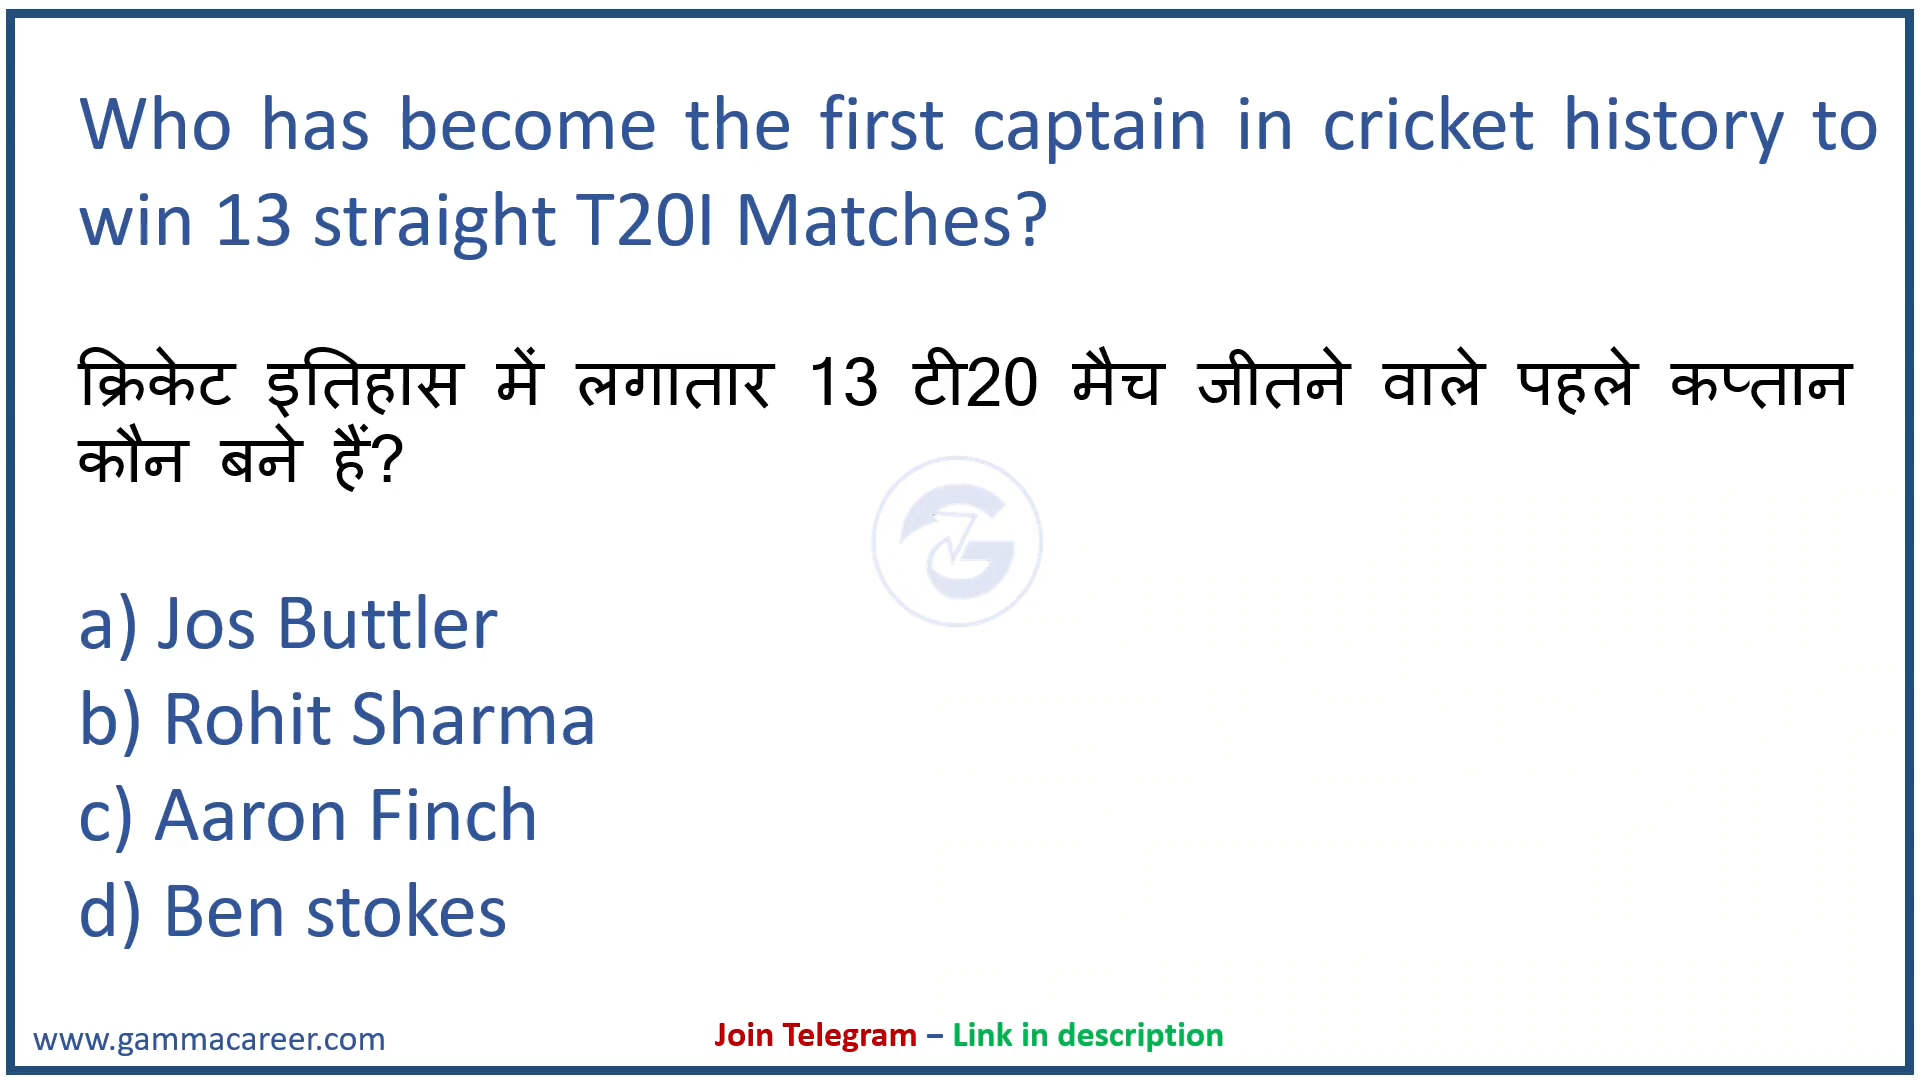 Who has become the first captain in cricket history to
win 13 straight T20I Matches?
क्रिकेट इतिहास में लगातार 13 टी20 मैच जीतने वाले पहले कप्तान
कौन बने हैं?
a) Jos Buttler
b) Rohit Sharma
c) Aaron Finch
d) Ben stokes
www.gammacareer.com
Join Telegram – Link in description